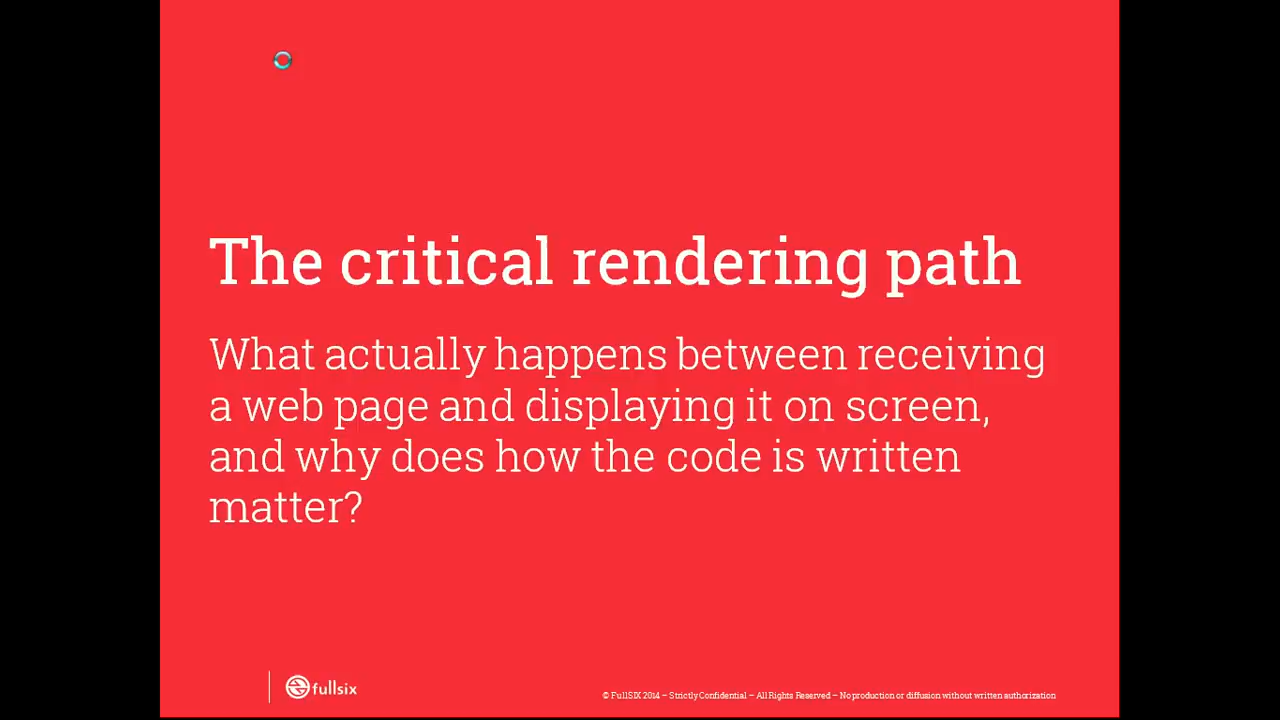 The critical rendering path
What actually happens between receiving
a web page and displaying it on screen,
and why does how the code is written
matter?
fullsix
© FullSIX 2014 – Strictly Confidential – All Rights Reserved – No production or diffusion without written authorization